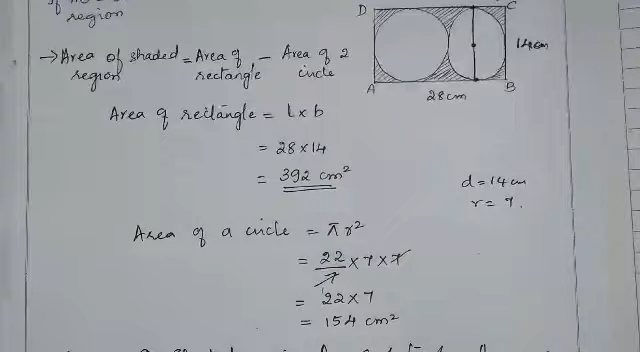 region
D
C
→ Area of shaded = Area of - Area of 2
region rectangle circle
14cm
A
B
28cm
Area of rectangle = l x b
= 28 x 14
= 392 cm²
d = 14 cm
r = 7.
Area of a circle = πr²
= 22 x 7 x 7
7
= 22 x 7
= 154 cm²